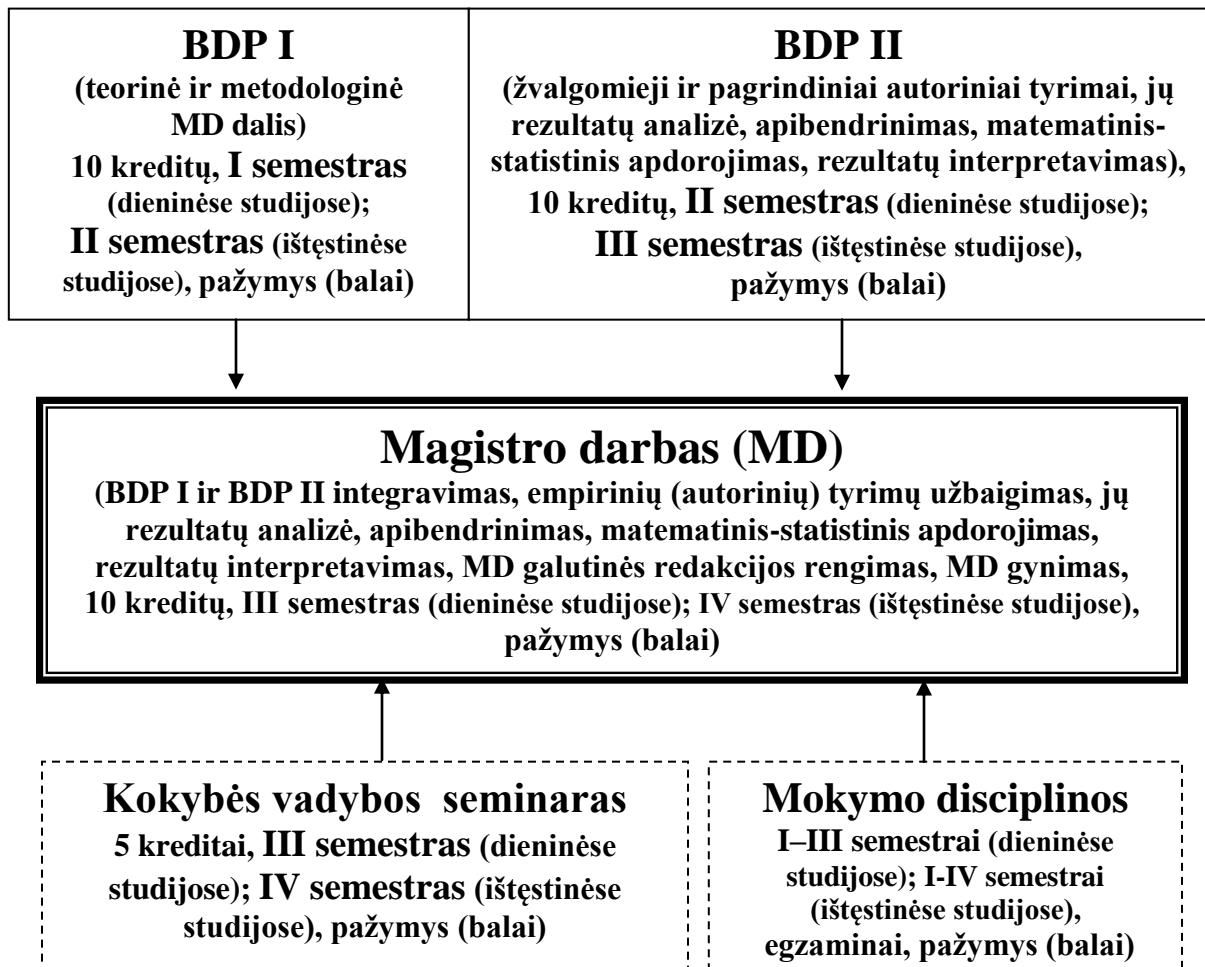 BDP I
(teorinė ir metodologinė
MD dalis)
10 kreditų, I semestras
(dieninėse studijose);
II semestras (ištęstinėse
studijose), pažymys (balai)
BDP II
(žvalgomieji ir pagrindiniai autoriniai tyrimai, jų
rezultatų analizė, apibendrinimas, matematinis-
statistinis apdorojimas, rezultatų interpretavimas),
10 kreditų, II semestras (dieninėse studijose);
III semestras (ištęstinėse studijose),
pažymys (balai)
Magistro darbas (MD)
(BDP I ir BDP II integravimas, empirinių (autorinių) tyrimų užbaigimas, jų
rezultatų analizė, apibendrinimas, matematinis-statistinis apdorojimas,
rezultatų interpretavimas, MD galutinės redakcijos rengimas, MD gynimas,
10 kreditų, III semestras (dieninėse studijose); IV semestras (ištęstinėse studijose),
pažymys (balai)
Kokybės vadybos seminaras
5 kreditai, III semestras (dieninėse
studijose); IV semestras (ištęstinėse
studijose), pažymys (balai)
Mokymo disciplinos
I–III semestrai (dieninėse
studijose); I-IV semestrai
(ištęstinėse studijose),
egzaminai, pažymys (balai)